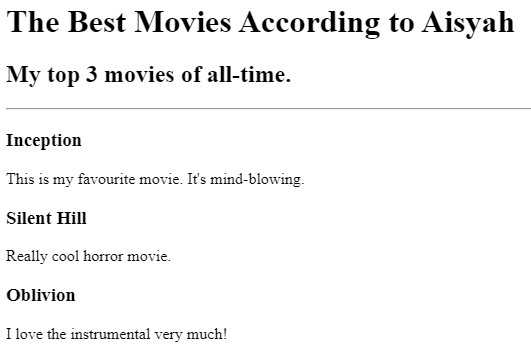 The Best Movies According to Aisyah
My top 3 movies of all-time.
Inception
This is my favourite movie. It's mind-blowing.
Silent Hill
Really cool horror movie.
Oblivion
I love the instrumental very much!